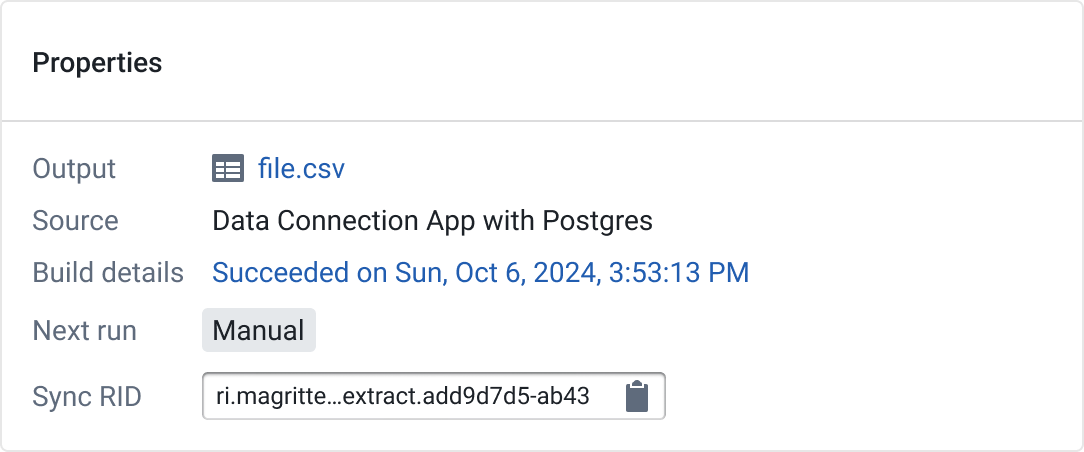 Properties
Output file.csv
Source Data Connection App with Postgres
Build details Succeeded on Sun, Oct 6, 2024, 3:53:13 PM
Next run Manual
Sync RID ri.magritte...extract.add9d7d5-ab43